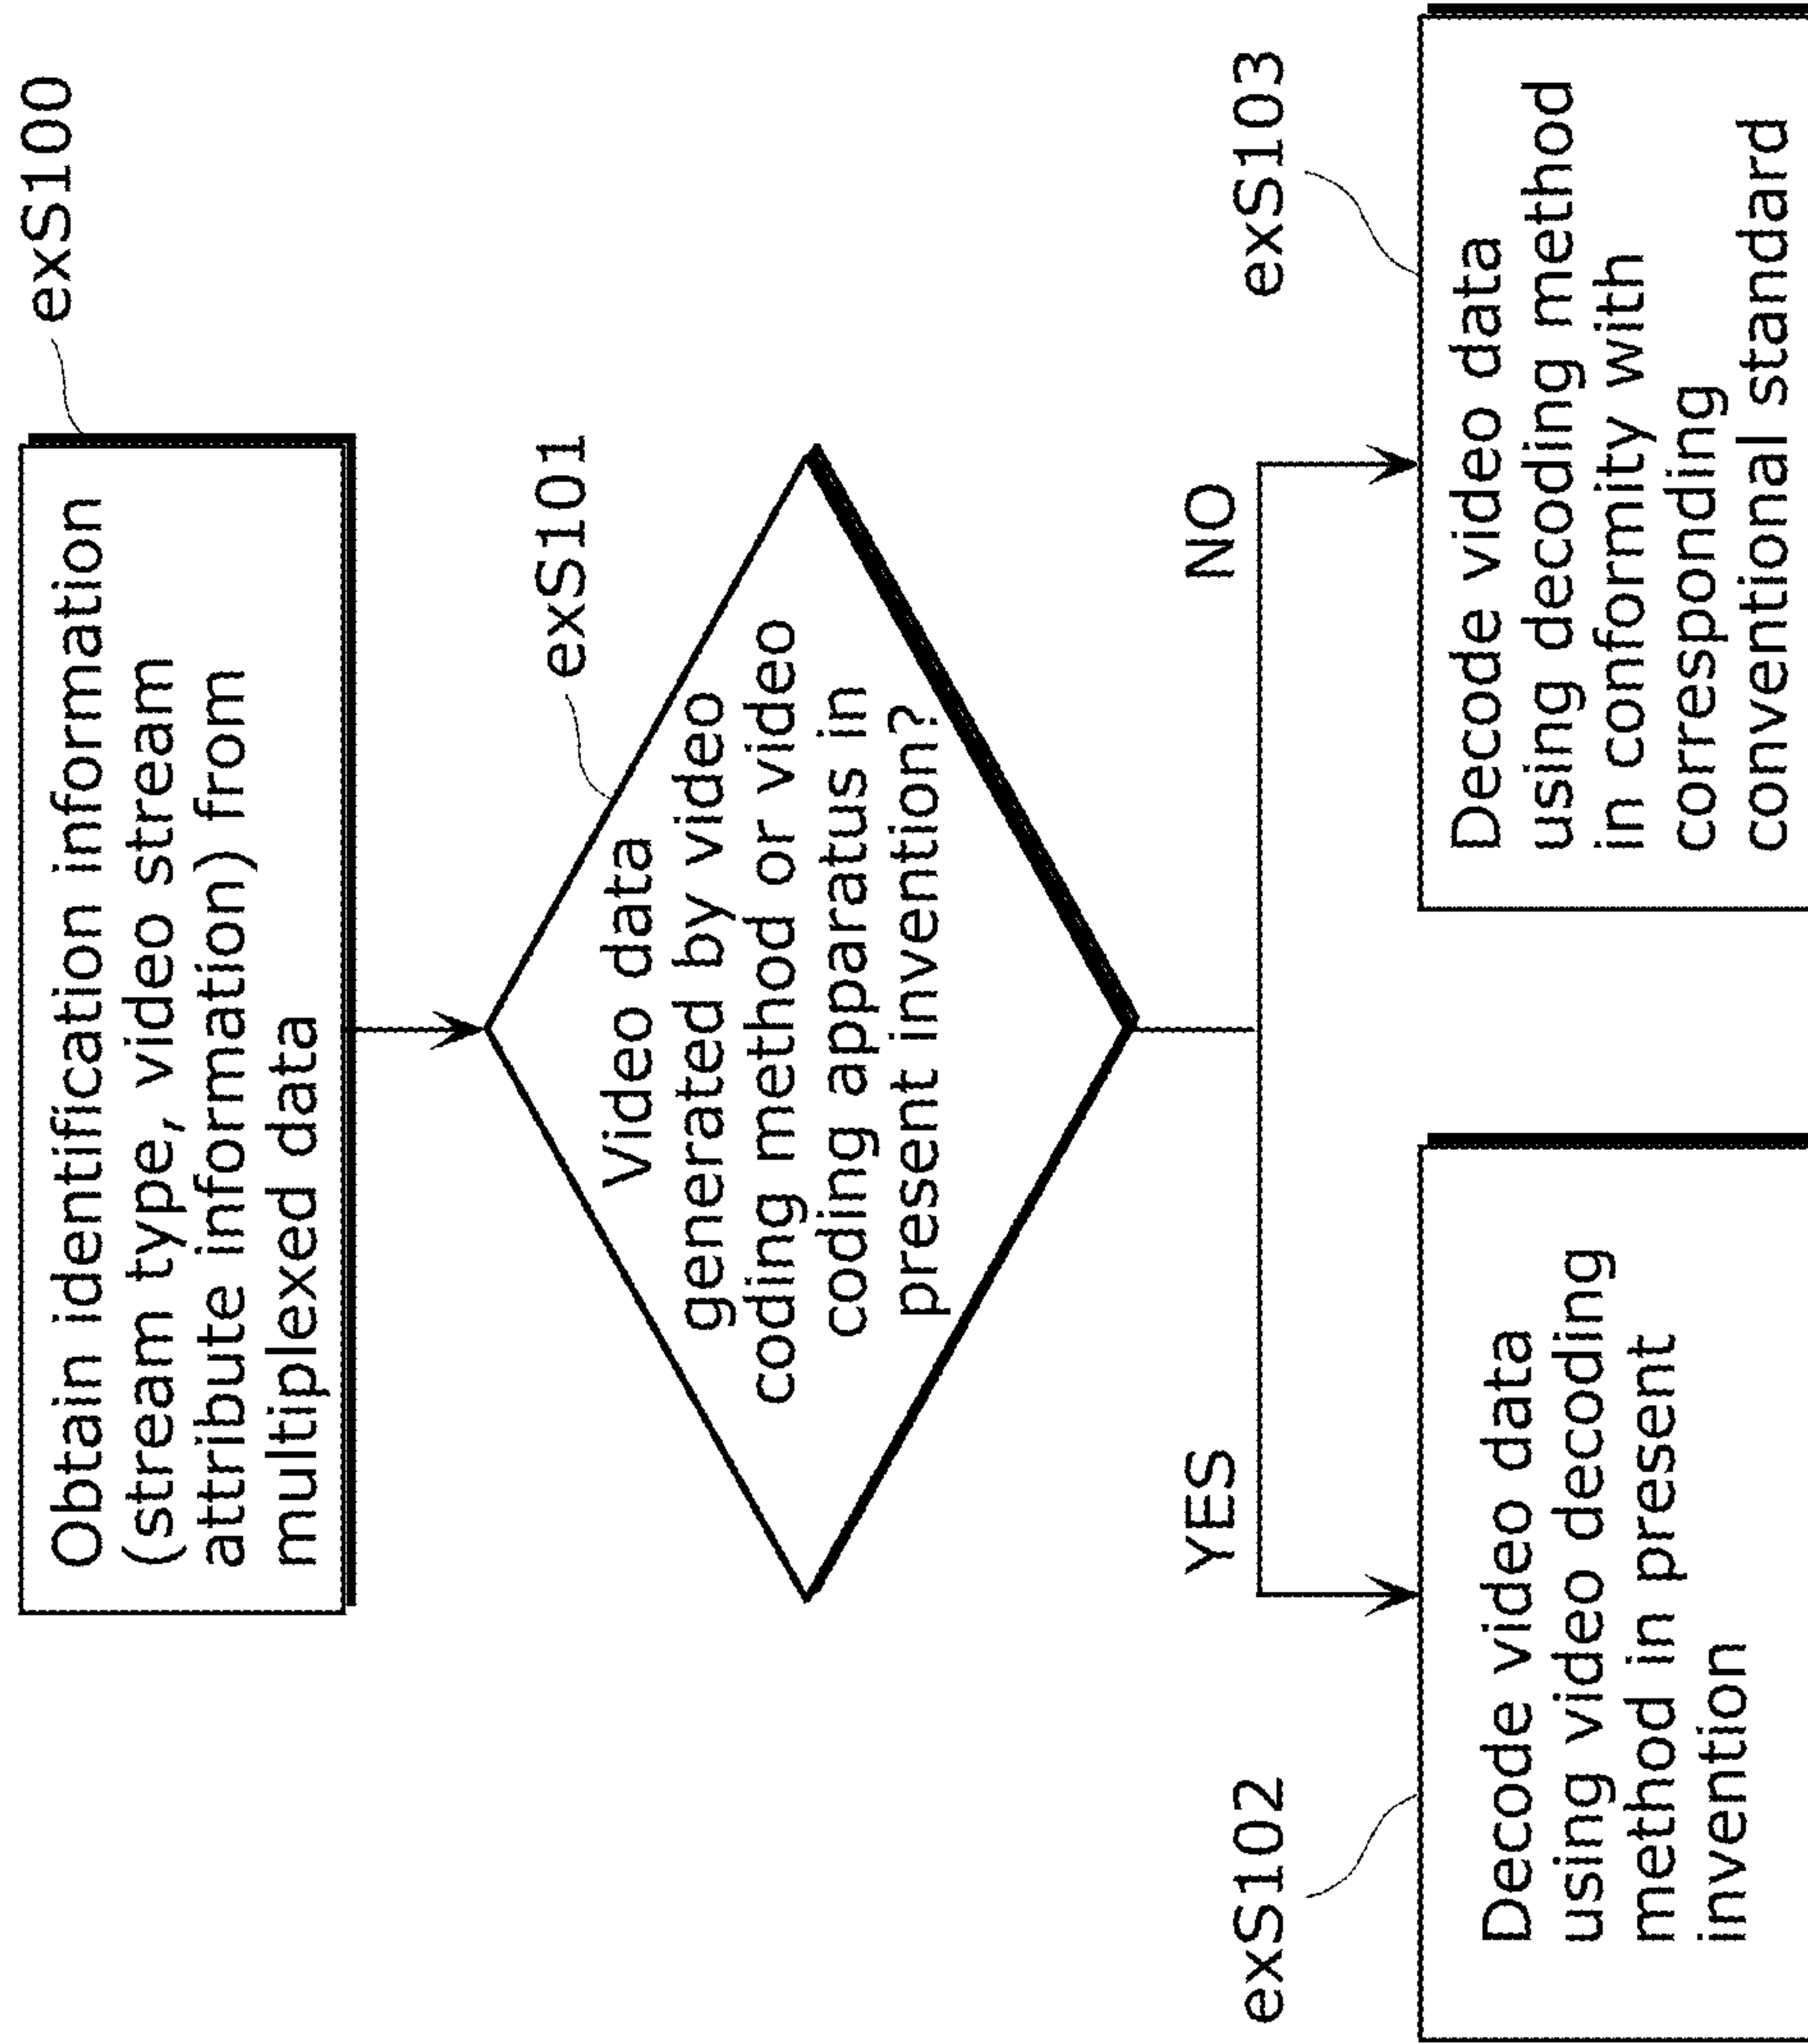 exS100
Obtain identification information
(stream type, video stream
attribute information) from
multiplexed data
exS101
Video data
generated by video
coding method or video
coding apparatus in
present invention?
YES
NO
exS102
Decode video data
using video decoding
method in present
invention
exS103
Decode video data
using decoding method
in conformity with
corresponding
conventional standard